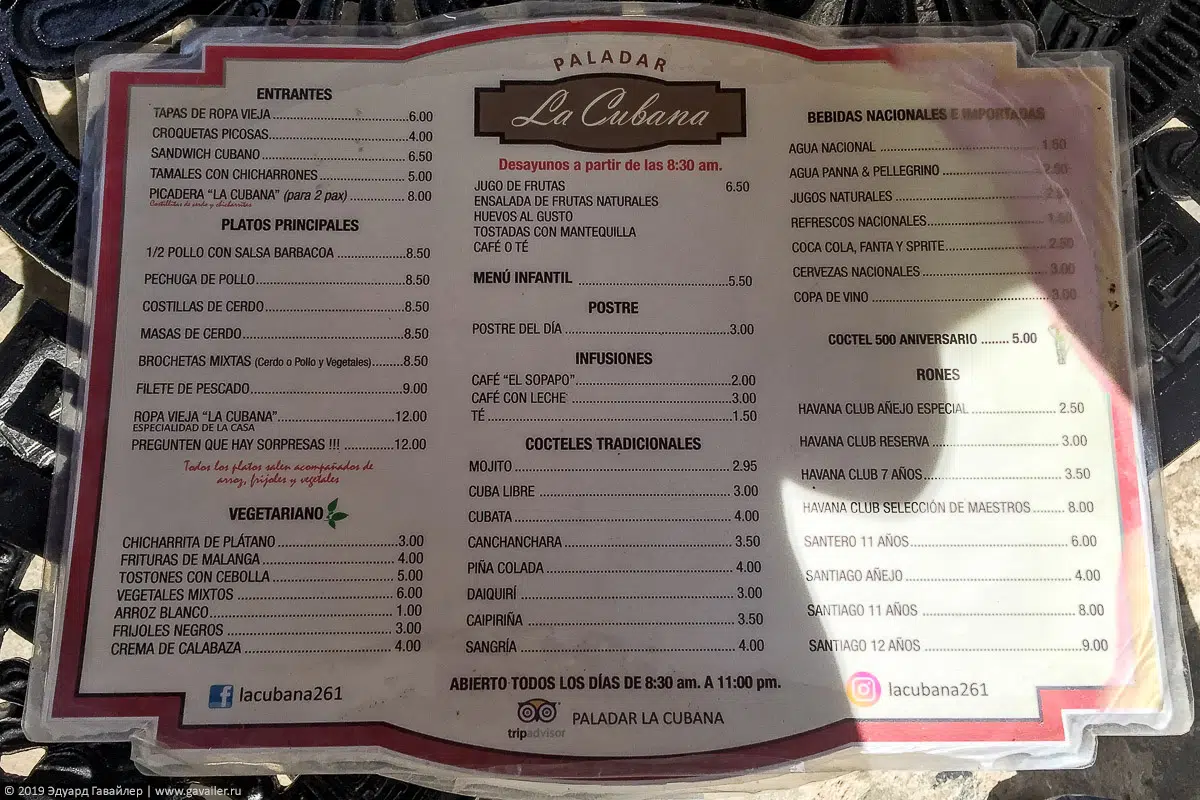 PALADAR
La Cubana
ENTRANTES
TAPAS DE ROPA VIEJA ........ 6.00
CROQUETAS PICOSAS ........ 4.00
SANDWICH CUBANO ........ 6.50
TAMALES CON CHICHARRONES ........ 5.00
PICADERA “LA CUBANA” (para 2 pax) ........ 8.00
Costillitas de cerdo y chicharritas
PLATOS PRINCIPALES
1/2 POLLO CON SALSA BARBACOA ........ 8.50
PECHUGA DE POLLO ........ 8.50
COSTILLAS DE CERDO ........ 8.50
MASAS DE CERDO ........ 8.50
BROCHETAS MIXTAS (Cerdo o Pollo y Vegetales) ........ 8.50
FILETE DE PESCADO ........ 9.00
ROPA VIEJA “LA CUBANA” ........ 12.00
ESPECIALIDAD DE LA CASA
PREGUNTEN QUE HAY SORPRESAS !!! ........ 12.00
Todos los platos salen acompañados de
arroz, frijoles y vegetales
VEGETARIANO
CHICHARRITA DE PLÁTANO ........ 3.00
FRITURAS DE MALANGA ........ 4.00
TOSTONES CON CEBOLLA ........ 5.00
VEGETALES MIXTOS ........ 6.00
ARROZ BLANCO ........ 1.00
FRIJOLES NEGROS ........ 3.00
CREMA DE CALABAZA ........ 4.00
lacubana261
Desayunos a partir de las 8:30 am.
JUGO DE FRUTAS 6.50
ENSALADA DE FRUTAS NATURALES
HUEVOS AL GUSTO
TOSTADAS CON MANTEQUILLA
CAFÉ O TÉ
MENÚ INFANTIL ........ 5.50
POSTRE
POSTRE DEL DÍA ........ 3.00
INFUSIONES
CAFÉ “EL SOPAPO” ........ 2.00
CAFÉ CON LECHE ........ 3.00
TÉ ........ 1.50
COCTELES TRADICIONALES
MOJITO ........ 2.95
CUBA LIBRE ........ 3.00
CUBATA ........ 4.00
CANCHANCHARA ........ 3.50
PIÑA COLADA ........ 4.00
DAIQUIRÍ ........ 3.00
CAIPIRIÑA ........ 3.50
SANGRÍA ........ 4.00
ABIERTO TODOS LOS DÍAS DE 8:30 am. A 11:00 pm.
tripadvisor PALADAR LA CUBANA
BEBIDAS NACIONALES E IMPORTADAS
AGUA NACIONAL ........ 1.50
AGUA PANNA & PELLEGRINO ........ 2.50
JUGOS NATURALES ........
REFRESCOS NACIONALES ........ 1.50
COCA COLA, FANTA Y SPRITE ........ 2.50
CERVEZAS NACIONALES ........ 3.00
COPA DE VINO ........ 3.00
COCTEL 500 ANIVERSARIO ........ 5.00
RONES
HAVANA CLUB AÑEJO ESPECIAL ........ 2.50
HAVANA CLUB RESERVA ........ 3.00
HAVANA CLUB 7 AÑOS ........ 3.50
HAVANA CLUB SELECCIÓN DE MAESTROS ........ 8.00
SANTERO 11 AÑOS ........ 6.00
SANTIAGO AÑEJO ........ 4.00
SANTIAGO 11 AÑOS ........ 8.00
SANTIAGO 12 AÑOS ........ 9.00
lacubana261
© 2019 Эдуард Гавайлер | www.gavailer.ru